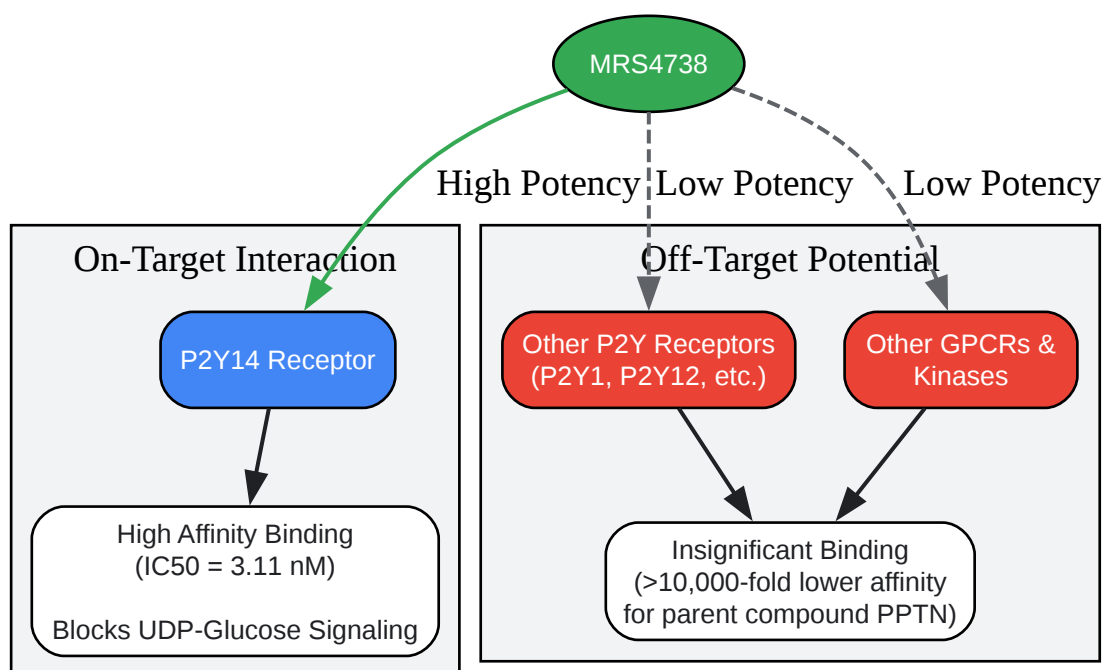 MRS4738
High Potency
Low Potency
Low Potency
On-Target Interaction
Off-Target Potential
P2Y14 Receptor
Other P2Y Receptors
(P2Y1, P2Y12, etc.)
Other GPCRs &
Kinases
High Affinity Binding
(IC50 = 3.11 nM)
Blocks UDP-Glucose Signaling
Insignificant Binding
(>10,000-fold lower affinity
for parent compound PPTN)